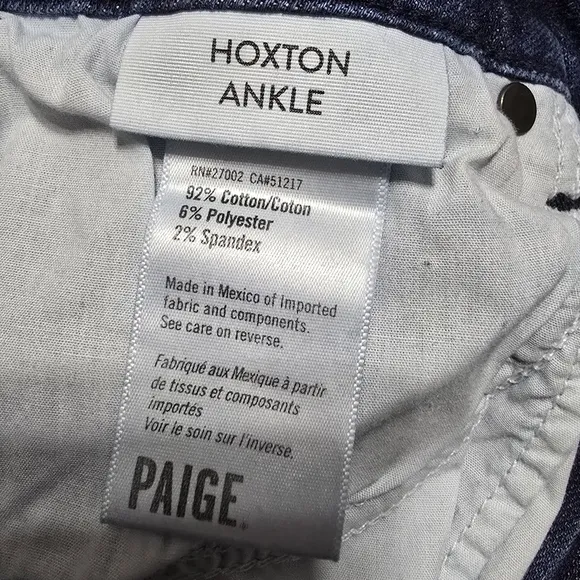 HOXTON
ANKLE
RN#27002 CA#51217
92% Cotton/Coton
6% Polyester
2% Spandex
Made in Mexico of Imported
fabric and components.
See care on reverse.
Fabriqué aux Mexique à partir
de tissus et composants
importés
Voir le soin sur l'inverse.
PAIGE